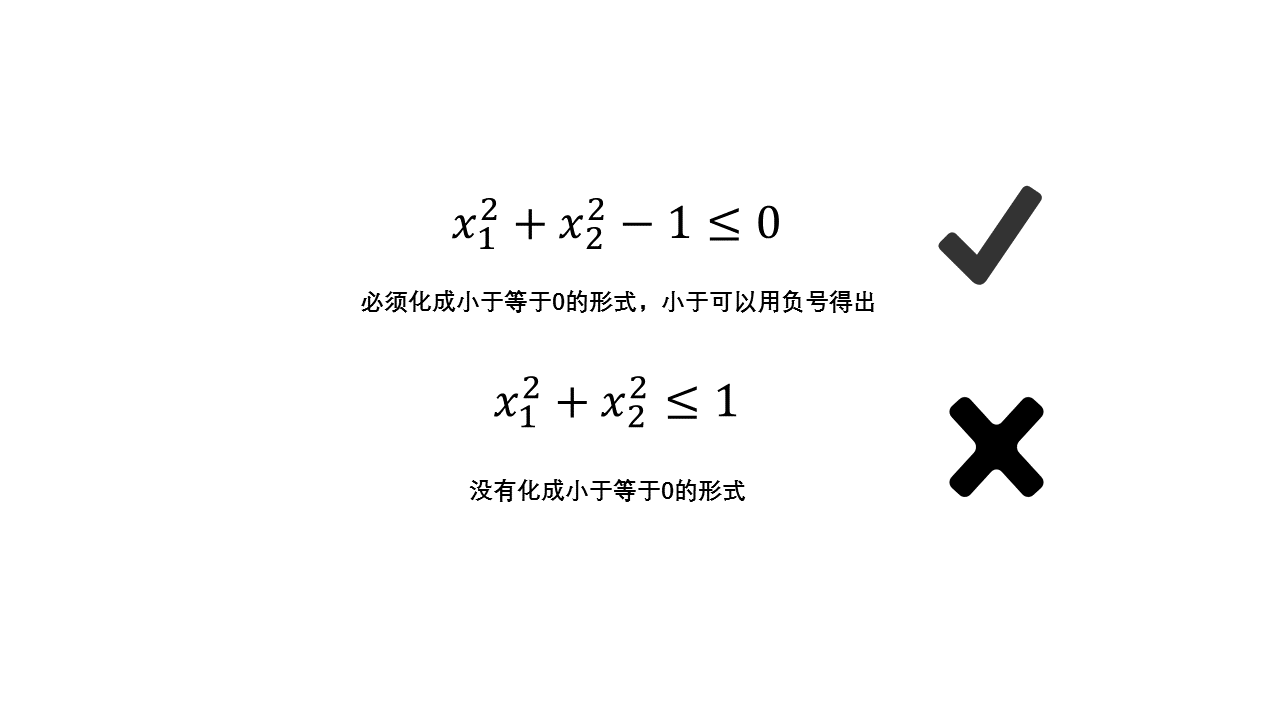 $x_1^2 + x_2^2 - 1 \leq 0$
必须化成小于等于0的形式，小于可以用负号得出
$x_1^2 + x_2^2 \leq 1$
没有化成小于等于0的形式